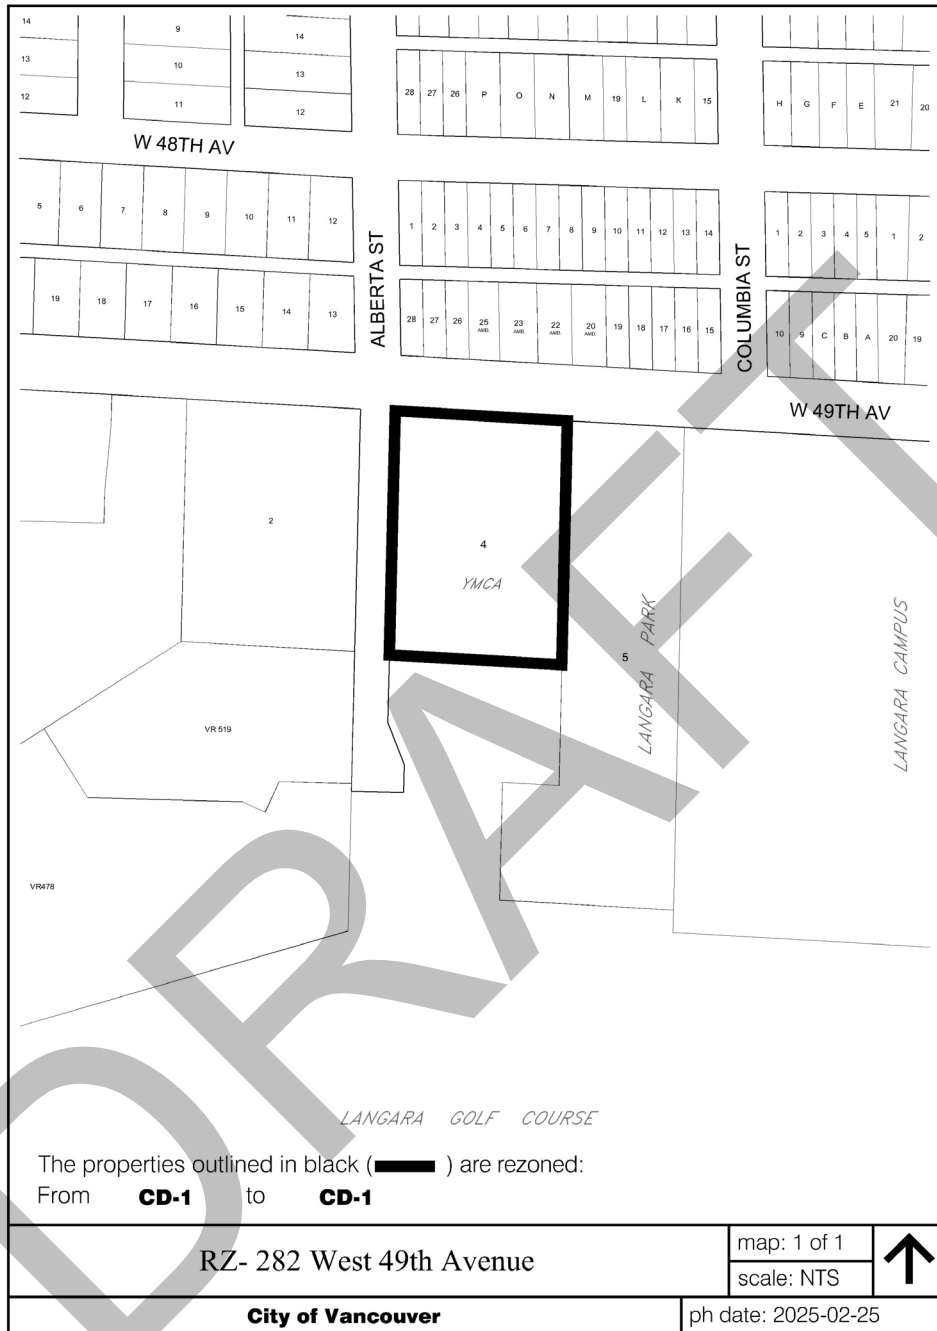 14
13
12
9
10
11
14
13
12
28 27 26 P O N M 19 L K 15
H G F E 21 20
W 48TH AV
5 6 7 8 9 10 11 12
1 2 3 4 5 6 7 8 9 10 11 12 13 14
1 2 3 4 5 1 2
ALBERTA ST
COLUMBIA ST
19 18 17 16 15 14 13
28 27 26 25 AMD. 23 AMD. 22 AMD. 20 AMD. 19 18 17 16 15
10 9 C B A 20 19
W 49TH AV
2
4
YMCA
5
LANGARA PARK
LANGARA CAMPUS
VR 519
VR478
DRAFT
LANGARA GOLF COURSE
The properties outlined in black ( ) are rezoned:
From CD-1 to CD-1
RZ- 282 West 49th Avenue
map: 1 of 1
scale: NTS
City of Vancouver
ph date: 2025-02-25